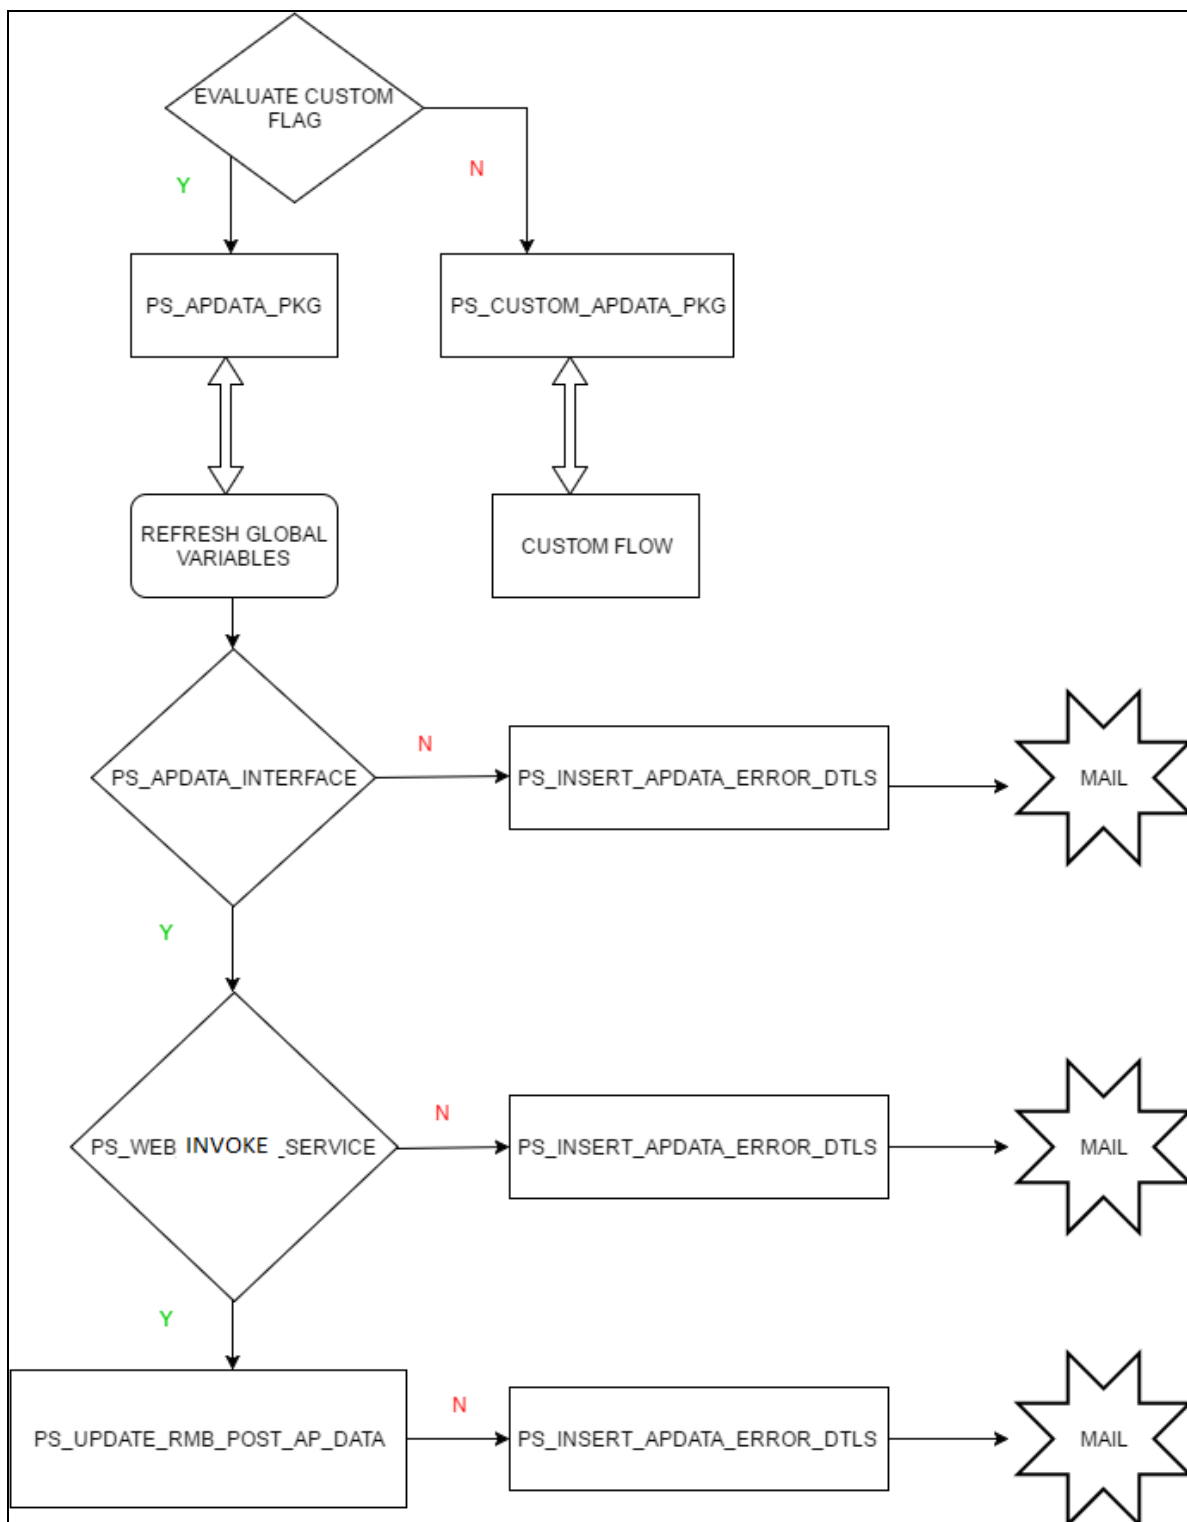 EVALUATE CUSTOM
FLAG
Y
N
PS_APDATA_PKG
PS_CUSTOM_APDATA_PKG
REFRESH GLOBAL
VARIABLES
CUSTOM FLOW
N
PS_APDATA_INTERFACE
PS_INSERT_APDATA_ERROR_DTLS
MAIL
Y
N
PS_WEB INVOKE _SERVICE
PS_INSERT_APDATA_ERROR_DTLS
MAIL
Y
N
PS_UPDATE_RMB_POST_AP_DATA
PS_INSERT_APDATA_ERROR_DTLS
MAIL